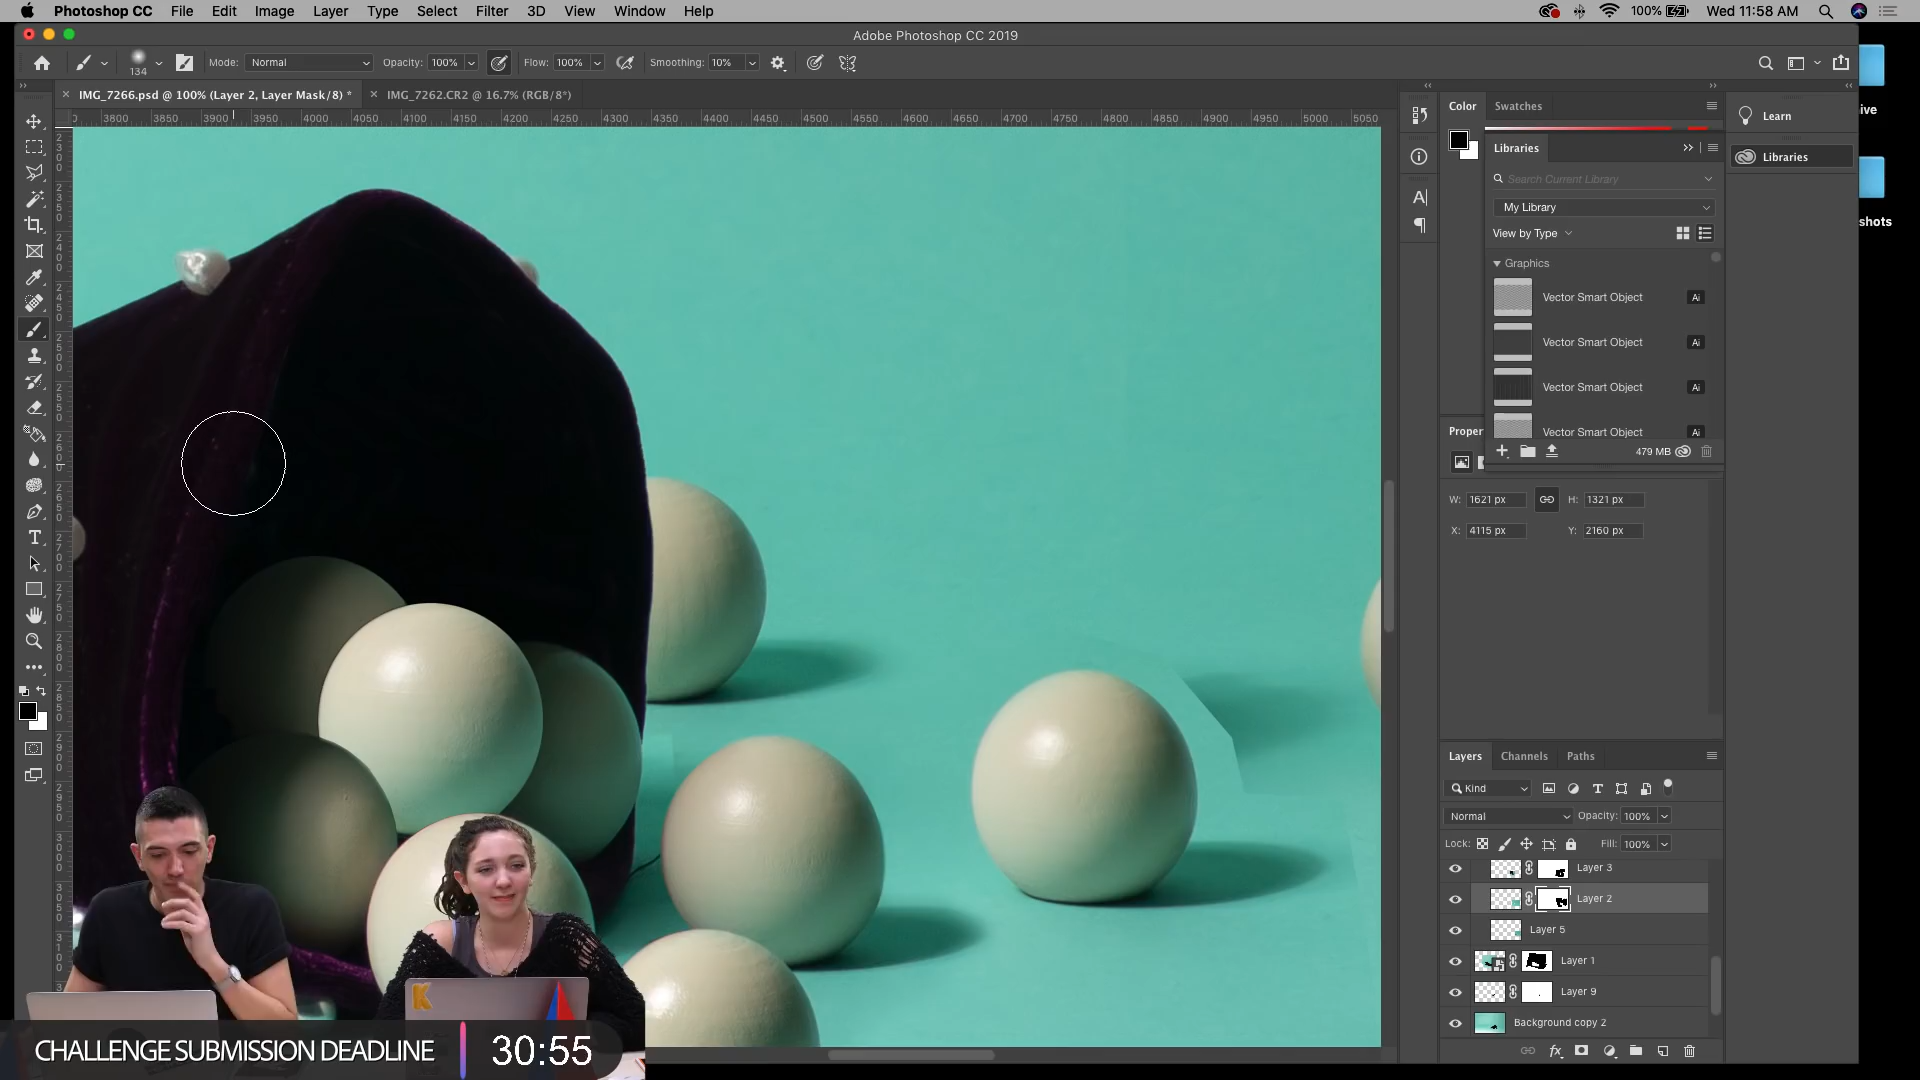 Photoshop CC File Edit Image Layer Type Select Filter 3D View Window Help 100% Wed 11:58 AM
Adobe Photoshop CC 2019
134 Mode: Normal Opacity: 100% Flow: 100% Smoothing: 10%
IMG_7266.psd @ 100% (Layer 2, Layer Mask/8) * IMG_7262.CR2 @ 16.7% (RGB/8*)
3800 3850 3900 3950 4000 4050 4100 4150 4200 4250 4300 4350 4400 4450 4500 4550 4600 4650 4700 4750 4800 4850 4900 4950 5000 5050
Color Swatches
Learn
Libraries
Libraries
Search Current Library
My Library
View by Type
Graphics
Vector Smart Object Ai
Vector Smart Object Ai
Vector Smart Object Ai
Vector Smart Object Ai
479 MB
Proper
W: 1621 px H: 1321 px
X: 4115 px Y: 2160 px
Layers Channels Paths
Kind
Normal Opacity: 100%
Lock: Fill: 100%
Layer 3
Layer 2
Layer 5
Layer 1
Layer 9
Background copy 2
ive
shots
K
CHALLENGE SUBMISSION DEADLINE 30:55